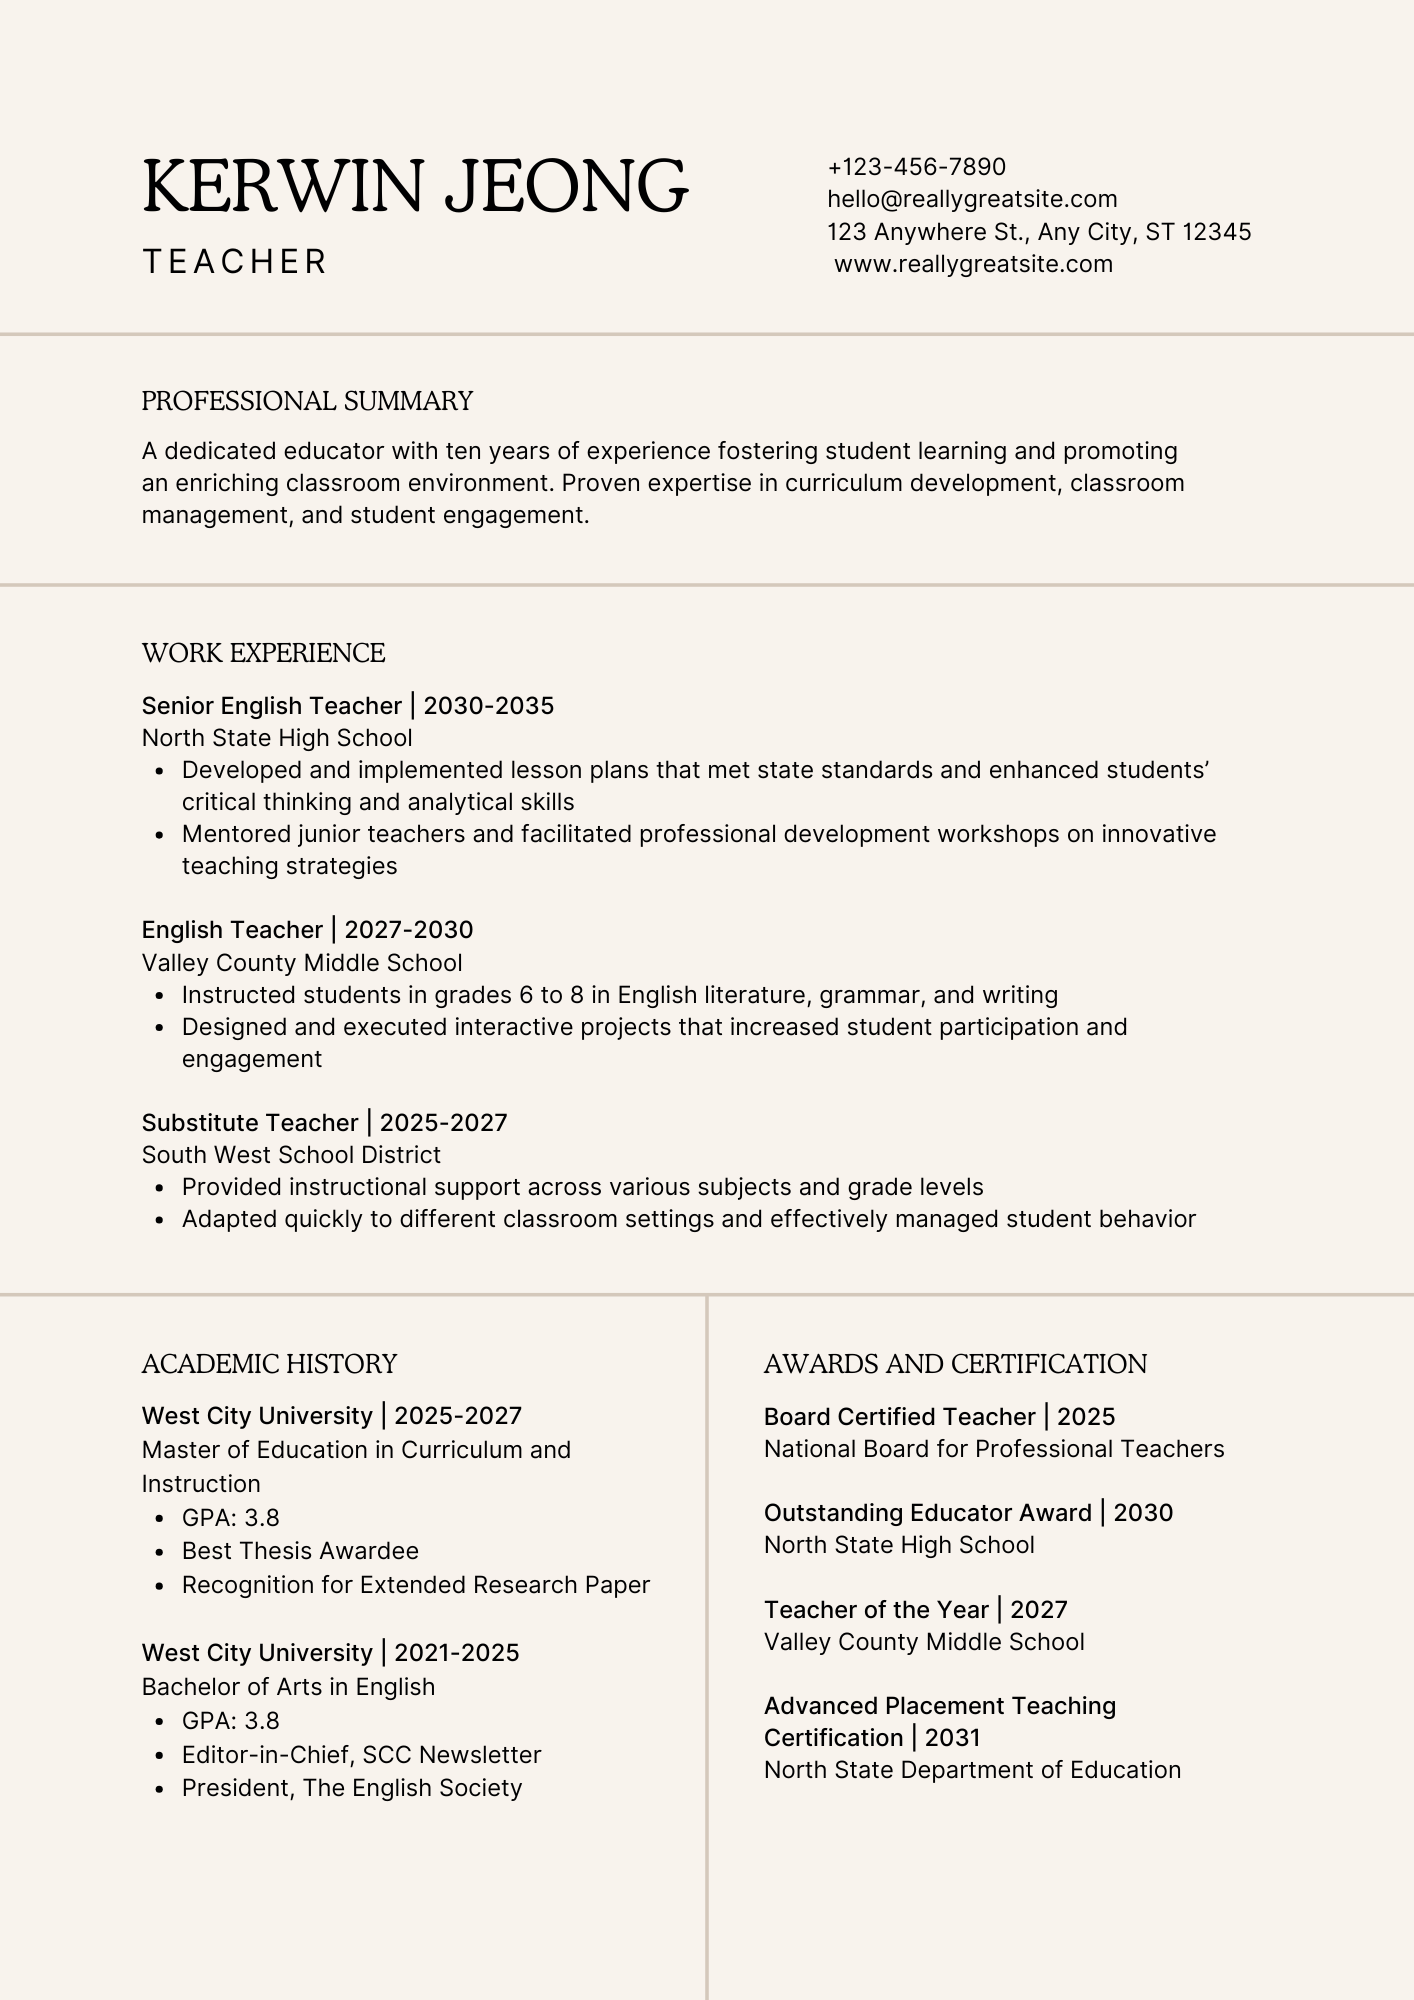 KERWIN JEONG
TEACHER
+123-456-7890
hello@reallygreatsite.com
123 Anywhere St., Any City, ST 12345
www.reallygreatsite.com
PROFESSIONAL SUMMARY
A dedicated educator with ten years of experience fostering student learning and promoting
an enriching classroom environment. Proven expertise in curriculum development, classroom
management, and student engagement.
WORK EXPERIENCE
Senior English Teacher | 2030-2035
North State High School
• Developed and implemented lesson plans that met state standards and enhanced students’
critical thinking and analytical skills
• Mentored junior teachers and facilitated professional development workshops on innovative
teaching strategies
English Teacher | 2027-2030
Valley County Middle School
• Instructed students in grades 6 to 8 in English literature, grammar, and writing
• Designed and executed interactive projects that increased student participation and
engagement
Substitute Teacher | 2025-2027
South West School District
• Provided instructional support across various subjects and grade levels
• Adapted quickly to different classroom settings and effectively managed student behavior
ACADEMIC HISTORY
West City University | 2025-2027
Master of Education in Curriculum and
Instruction
• GPA: 3.8
• Best Thesis Awardee
• Recognition for Extended Research Paper
West City University | 2021-2025
Bachelor of Arts in English
• GPA: 3.8
• Editor-in-Chief, SCC Newsletter
• President, The English Society
AWARDS AND CERTIFICATION
Board Certified Teacher | 2025
National Board for Professional Teachers
Outstanding Educator Award | 2030
North State High School
Teacher of the Year | 2027
Valley County Middle School
Advanced Placement Teaching
Certification | 2031
North State Department of Education